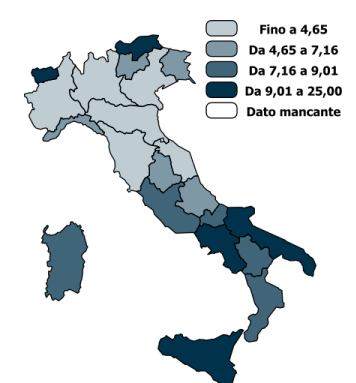 Fino a 4,65
Da 4,65 a 7,16
Da 7,16 a 9,01
Da 9,01 a 25,00
Dato mancante